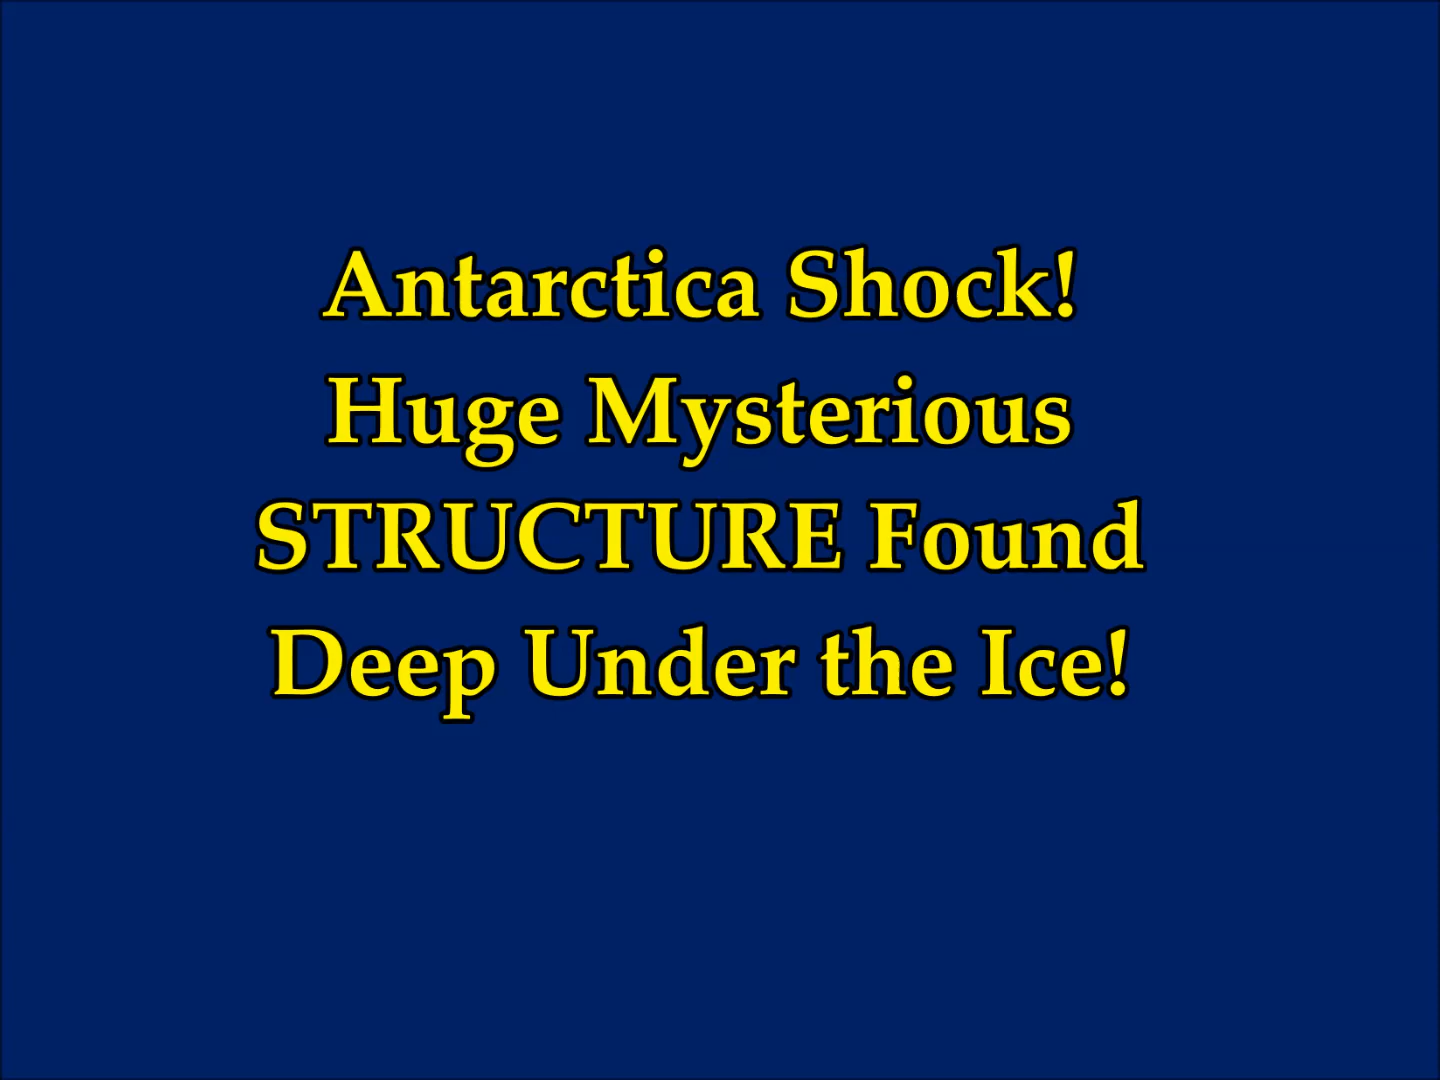 Antarctica Shock!
Huge Mysterious
STRUCTURE Found
Deep Under the Ice!